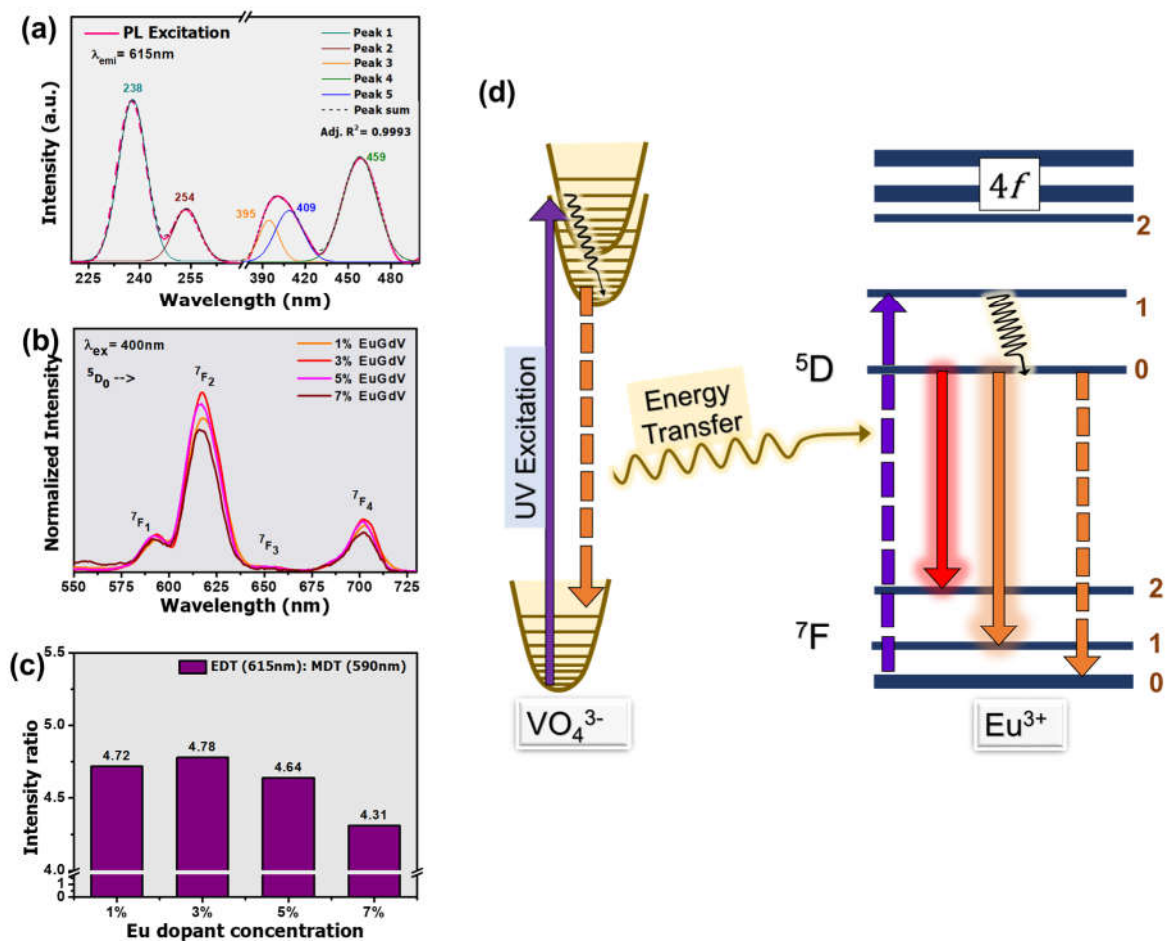 (a)
PL Excitation
λemi= 615nm
Peak 1
Peak 2
Peak 3
Peak 4
Peak 5
Peak sum
Adj. R²= 0.9993
238
254
395
409
459
Intensity (a.u.)
225 240 255 390 420 450 480
Wavelength (nm)
(b)
λex= 400nm
⁵D₀ -->
1% EuGdV
3% EuGdV
5% EuGdV
7% EuGdV
⁷F₁
⁷F₂
⁷F₃
⁷F₄
Normalized Intensity
550 575 600 625 650 675 700 725
Wavelength (nm)
(c)
EDT (615nm): MDT (590nm)
5.5
5.0
4.5
4.0
1
0
4.72
4.78
4.64
4.31
Intensity ratio
1% 3% 5% 7%
Eu dopant concentration
(d)
UV Excitation
VO₄³⁻
Energy
Transfer
4f
2
1
⁵D
0
2
⁷F
1
0
Eu³⁺